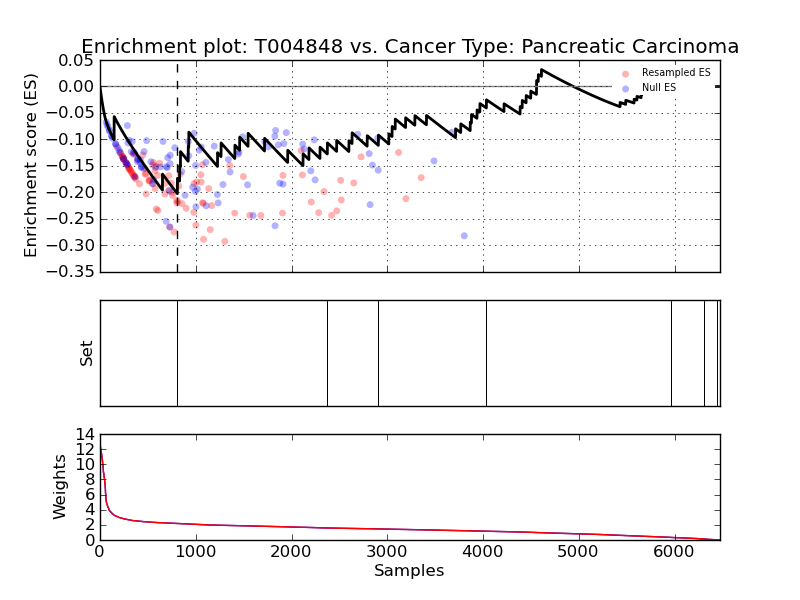 Enrichment plot: T004848 vs. Cancer Type: Pancreatic Carcinoma
Enrichment score (ES)
0.05
0.00
−0.05
−0.10
−0.15
−0.20
−0.25
−0.30
−0.35
Resampled ES
Null ES
Set
Weights
14
12
10
8
6
4
2
0
0 1000 2000 3000 4000 5000 6000
Samples